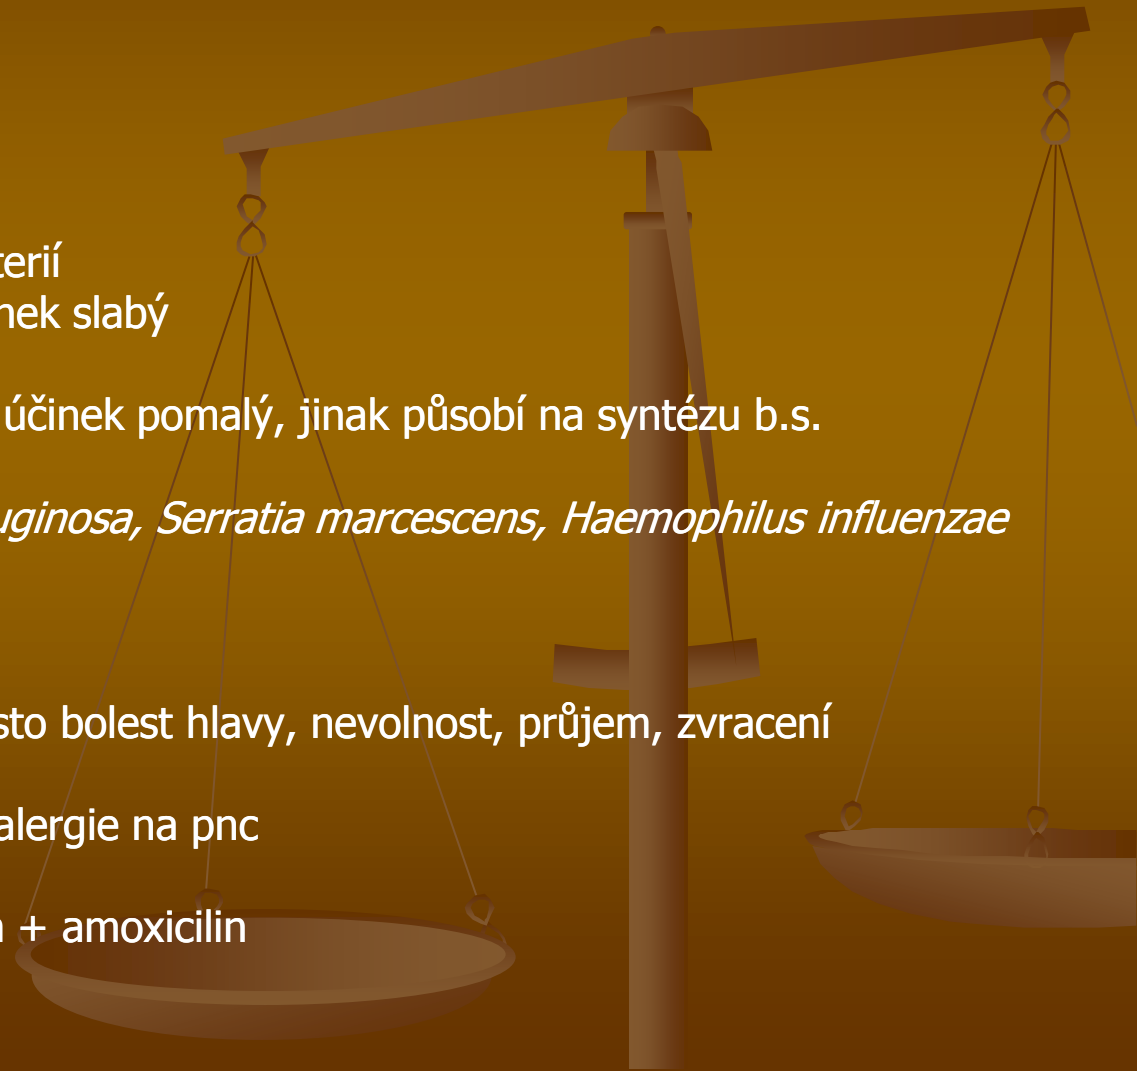 terií
nek slabý
účinek pomalý, jinak působí na syntézu b.s.
uginosa, Serratia marcescens, Haemophilus influenzae
sto bolest hlavy, nevolnost, průjem, zvracení
alergie na pnc
+ amoxicilin